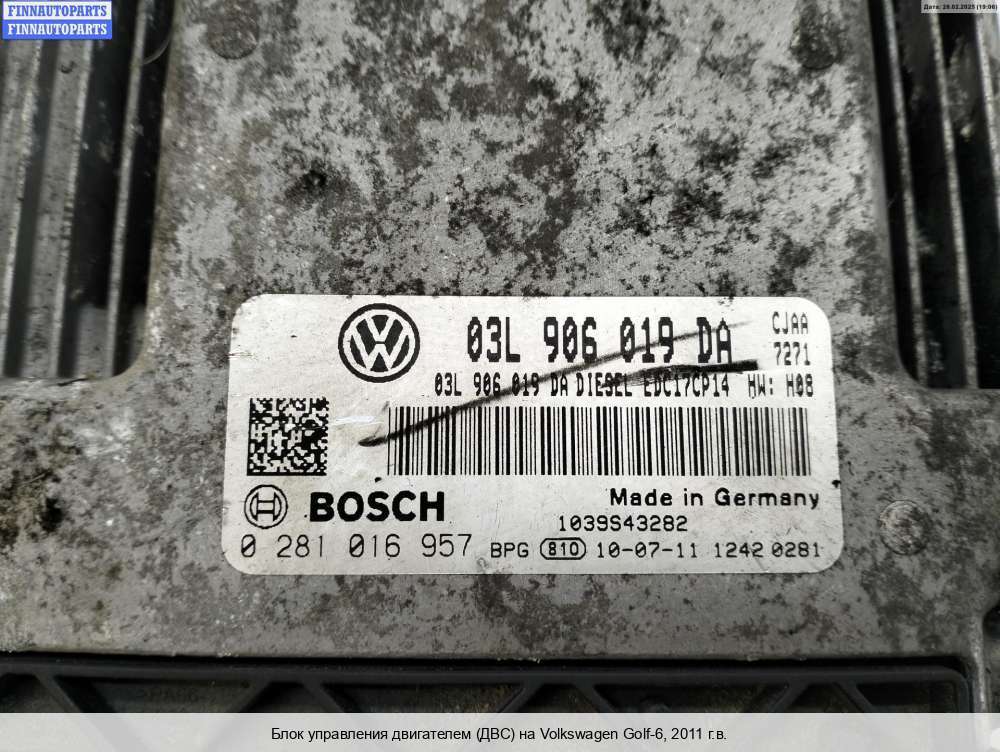 FINNAUTOPARTS
FINNAUTOPARTS
Дата: 26.02.2025 (19:06)
03L 906 019 DA
CJAA
7271
03L 906 019 DA DIESEL EDC17CP14 HW: H08
BOSCH
Made in Germany
1039S43282
0 281 016 957 BPG 810 10-07-11 1242 0281
Блок управления двигателем (ДВС) на Volkswagen Golf-6, 2011 г.в.